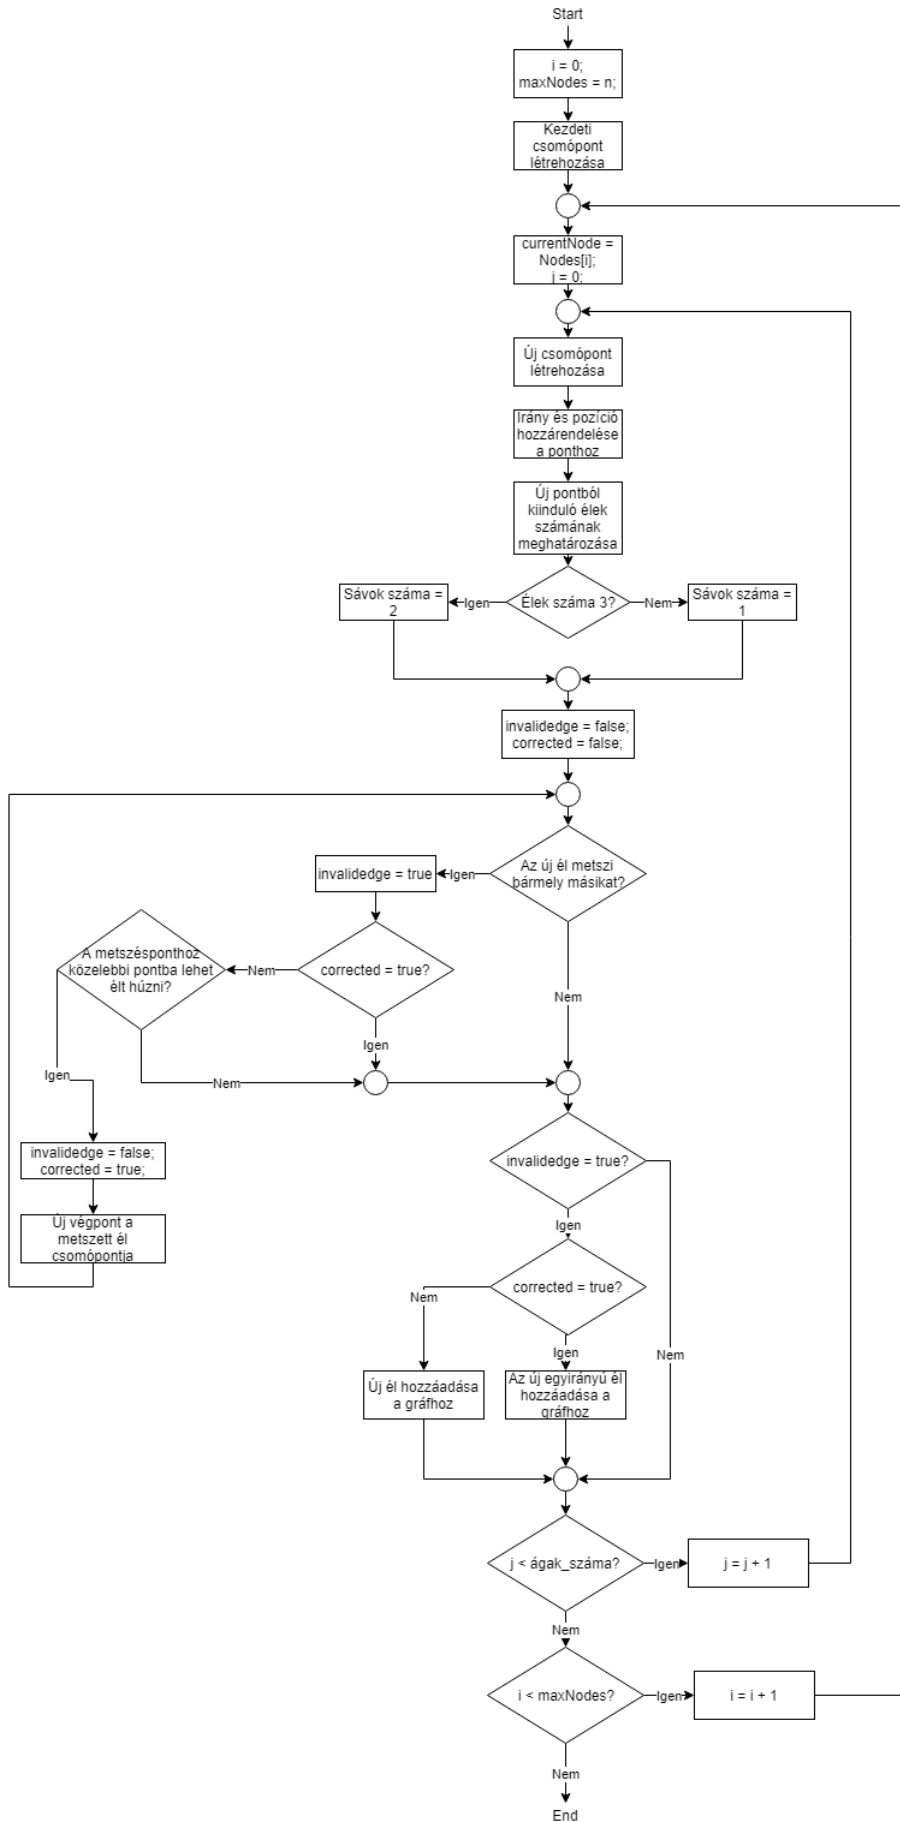 Start
i = 0;
maxNodes = n;
Kezdeti
csomópont
létrehozása
currentNode =
Nodes[i];
j = 0;
Új csomópont
létrehozása
Irány és pozíció
hozzárendelése
a ponthoz
Új pontból
kiinduló élek
számának
meghatározása
Sávok száma =
2
Igen
Élek száma 3?
Nem
Sávok száma =
1
invalidedge = false;
corrected = false;
Az új él metszi
bármely másikat?
Igen
invalidedge = true
A metszésponthoz
közelebbi pontba lehet
élt húzni?
Nem
corrected = true?
Nem
Igen
Igen
Nem
invalidedge = false;
corrected = true;
invalidedge = true?
Új végpont a
metszett él
csomópontja
Igen
corrected = true?
Nem
Igen
Nem
Új él hozzáadása
a gráfhoz
Az új egyirányú él
hozzáadása a
gráfhoz
j < ágak_száma?
Igen
j = j + 1
Nem
i < maxNodes?
Igen
i = i + 1
Nem
End